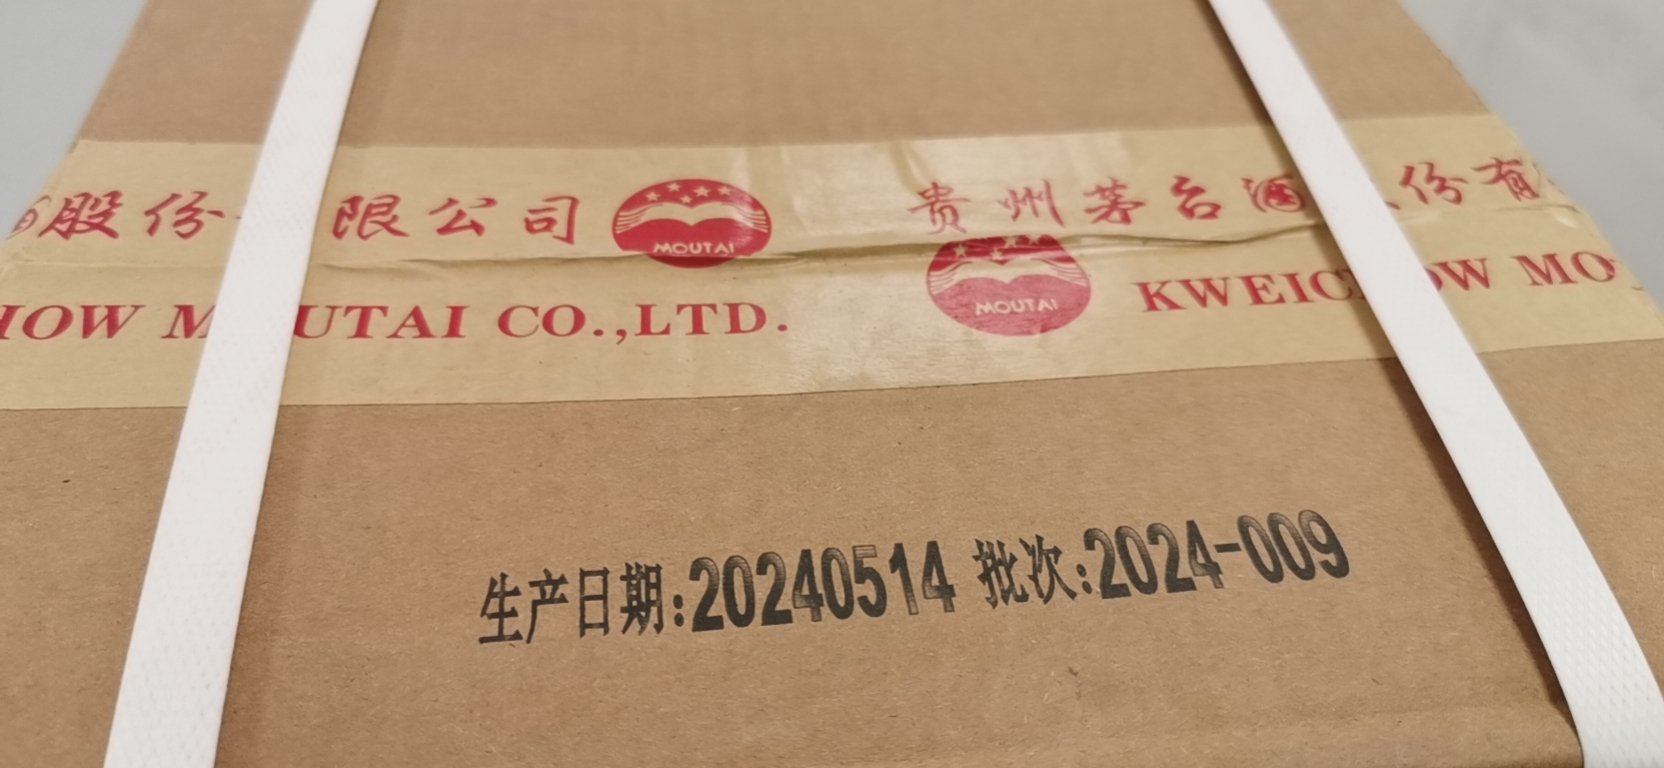 股份 限公司 MOUTAI 贵州茅台酒 份有
HOW M UTAI CO.,LTD. MOUTAI KWEIC OW MO
生产日期:20240514 批次:2024-009